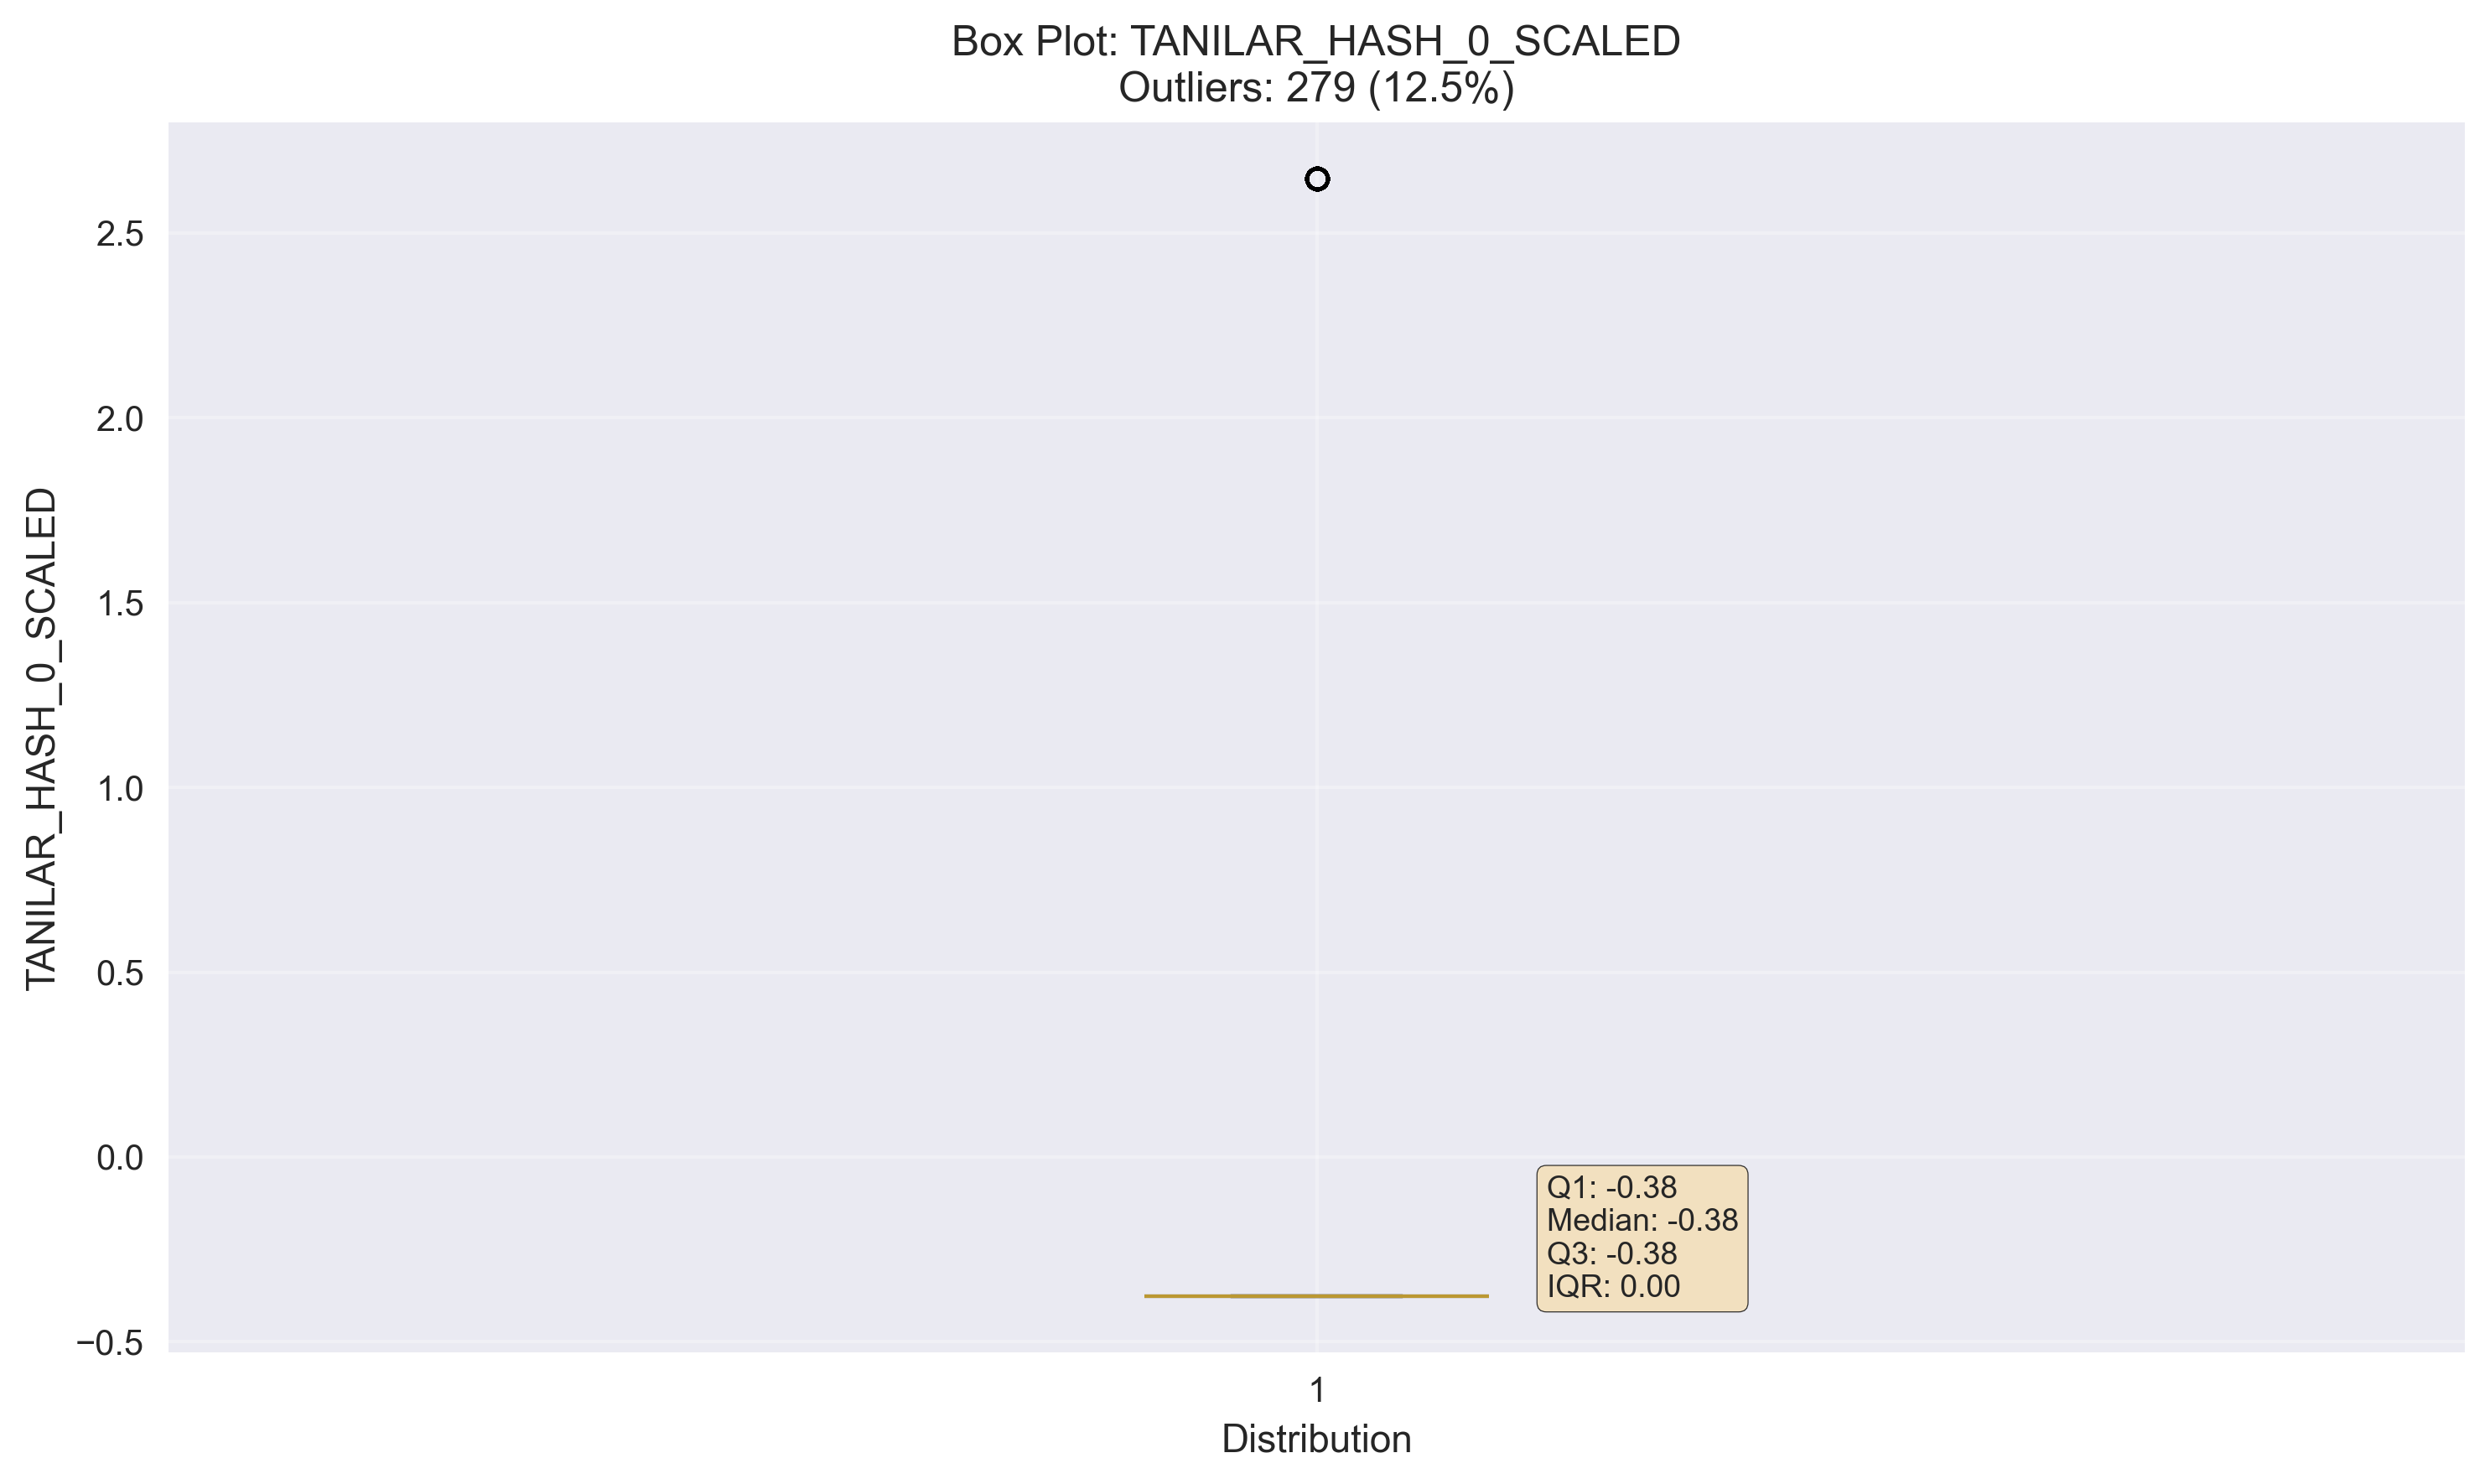 Box Plot: TANILAR_HASH_0_SCALED
Outliers: 279 (12.5%)
TANILAR_HASH_0_SCALED
2.5
2.0
1.5
1.0
0.5
0.0
−0.5
Q1: -0.38
Median: -0.38
Q3: -0.38
IQR: 0.00
1
Distribution